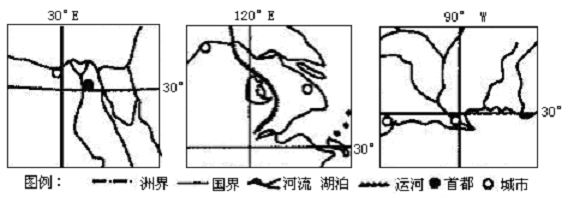 30°E 120°E 90° W
30° 30° 30°
图例： 洲界 国界 河流 湖泊 运河 首都 城市